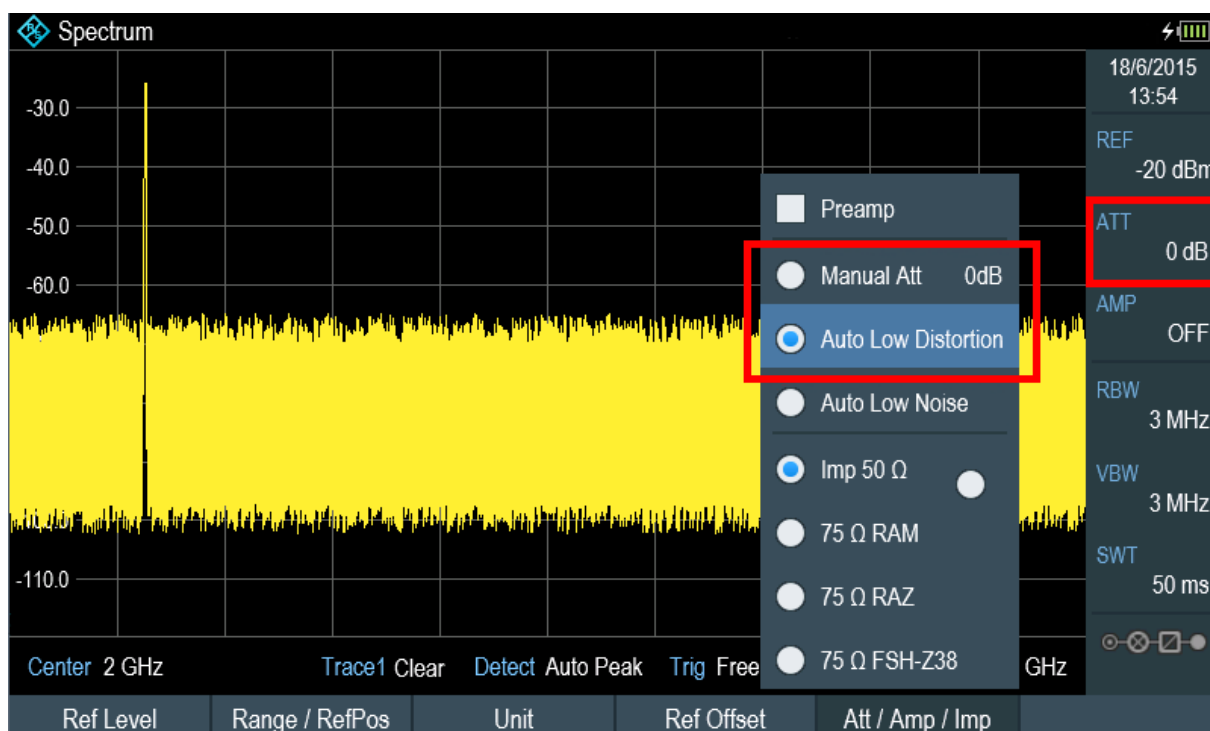 Spectrum
18/6/2015
13:54
-30.0
-40.0
-50.0
-60.0
-110.0
REF
-20 dBm
ATT
0 dB
AMP
OFF
RBW
3 MHz
VBW
3 MHz
SWT
50 ms
Preamp
Manual Att 0dB
Auto Low Distortion
Auto Low Noise
Imp 50 Ω
75 Ω RAM
75 Ω RAZ
75 Ω FSH-Z38
Center 2 GHz Trace1 Clear Detect Auto Peak Trig Free GHz
Ref Level Range / RefPos Unit Ref Offset Att / Amp / Imp